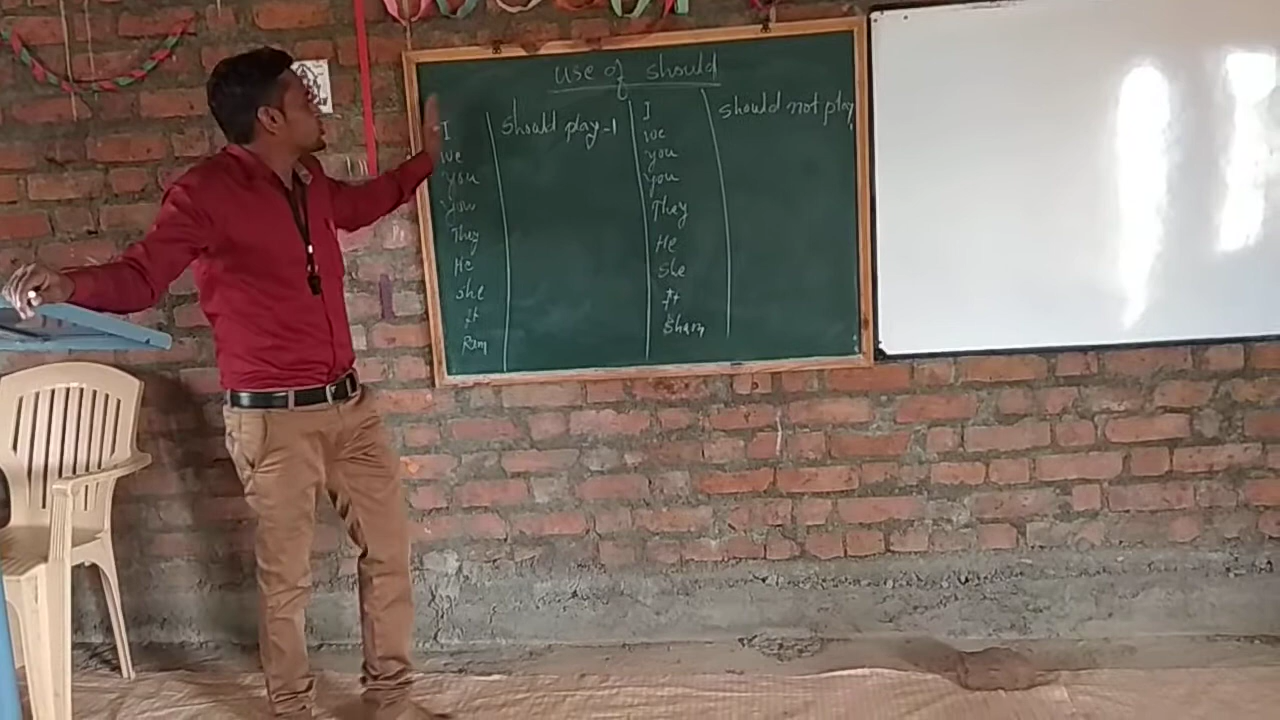 use of should
I
we
you
you
They
He
she
It
Ram
should play-1
I
we
you
you
They
He
she
It
Sham
should not play